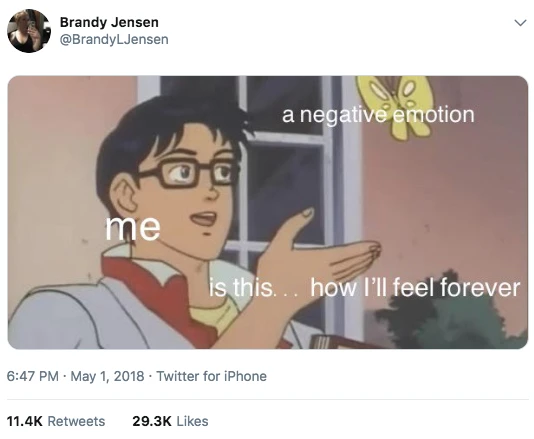 Brandy Jensen
@BrandyLJensen
a negative emotion
me
is this... how I'll feel forever
6:47 PM · May 1, 2018 · Twitter for iPhone
11.4K Retweets 29.3K Likes